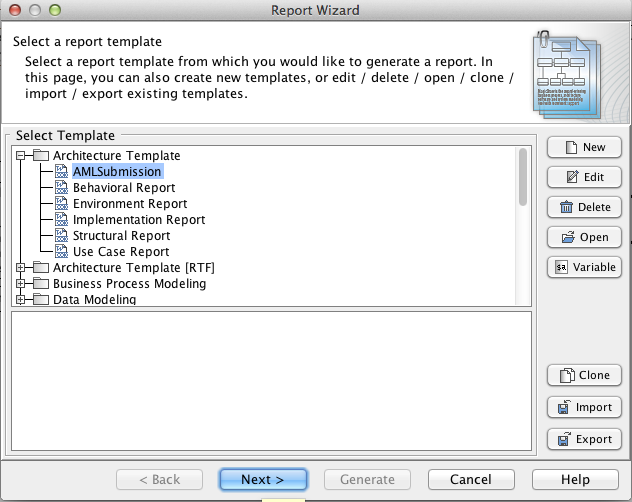 Report Wizard
Select a report template
Select a report template from which you would like to generate a report. In
this page, you can also create new templates, or edit / delete / open / clone /
import / export existing templates.
Select Template
Architecture Template
AMLSubmission
Behavioral Report
Environment Report
Implementation Report
Structural Report
Use Case Report
Architecture Template [RTF]
Business Process Modeling
Data Modeling
New
Edit
Delete
Open
Variable
Clone
Import
Export
< Back
Next >
Generate
Cancel
Help